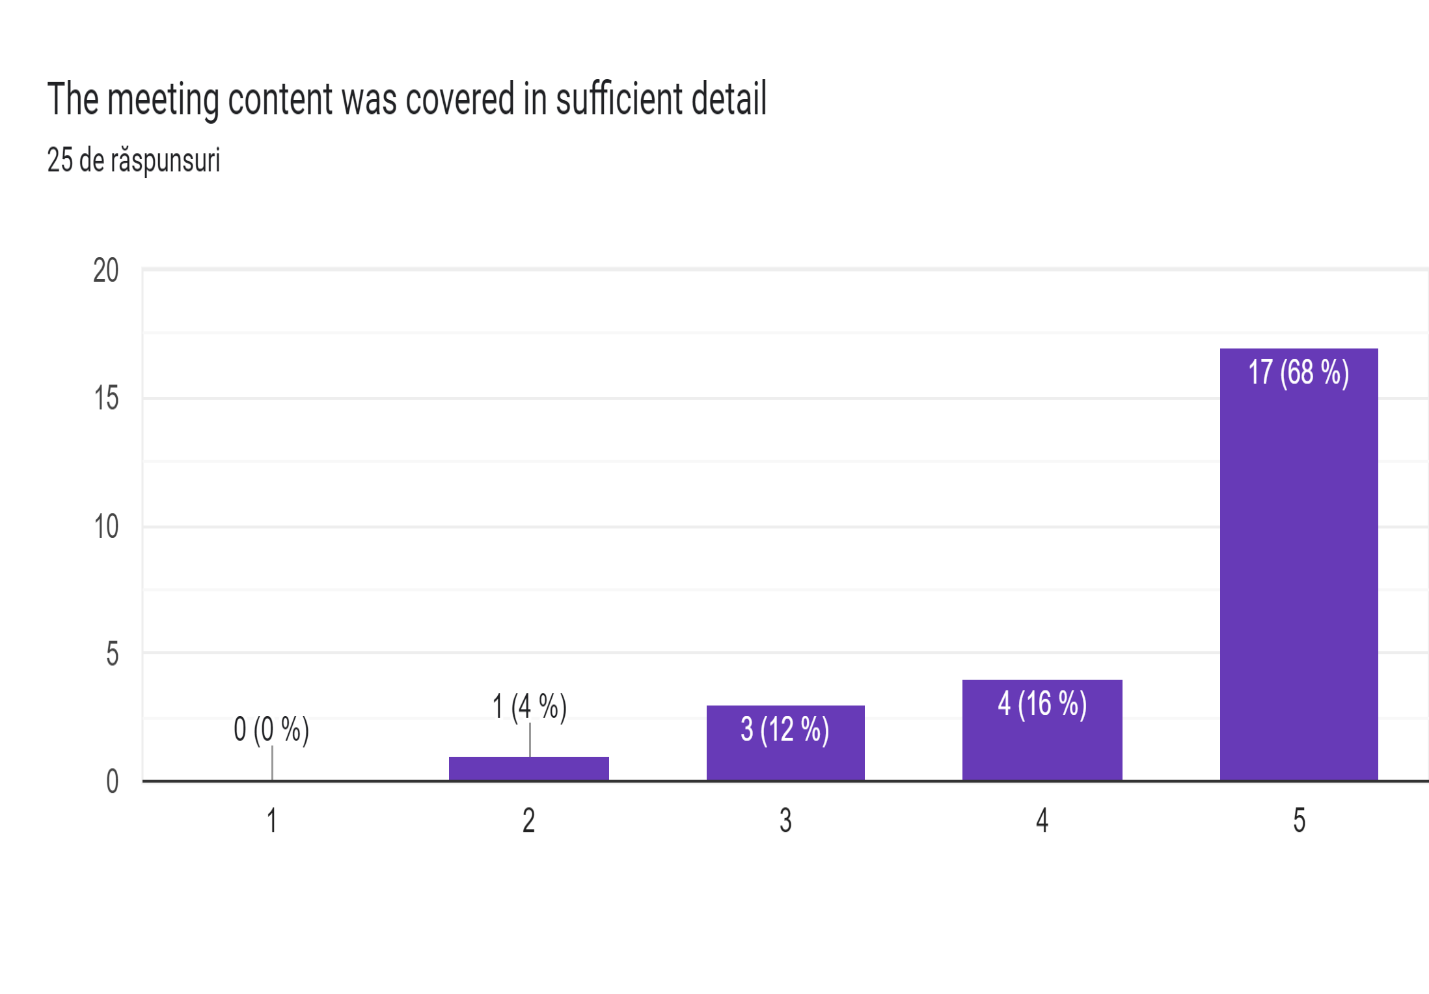 The meeting content was covered in sufficient detail
25 de răspunsuri
20
15
10
5
0
0 (0 %)
1 (4 %)
3 (12 %)
4 (16 %)
17 (68 %)
1
2
3
4
5